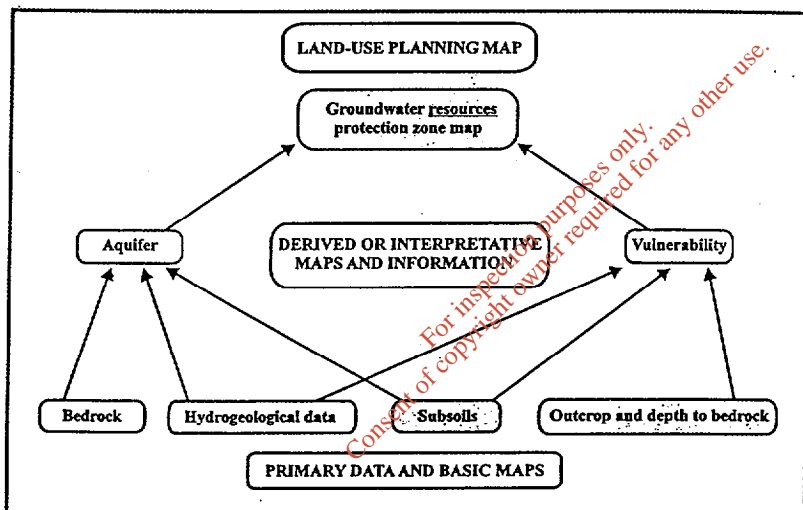 LAND-USE PLANNING MAP
Groundwater resources
protection zone map
Aquifer
DERIVED OR INTERPRETATIVE
MAPS AND INFORMATION
Vulnerability
Bedrock
Hydrogeological data
Subsoils
Outcrop and depth to bedrock
PRIMARY DATA AND BASIC MAPS
For inspection purposes only.
Consent of copyright owner required for any other use.